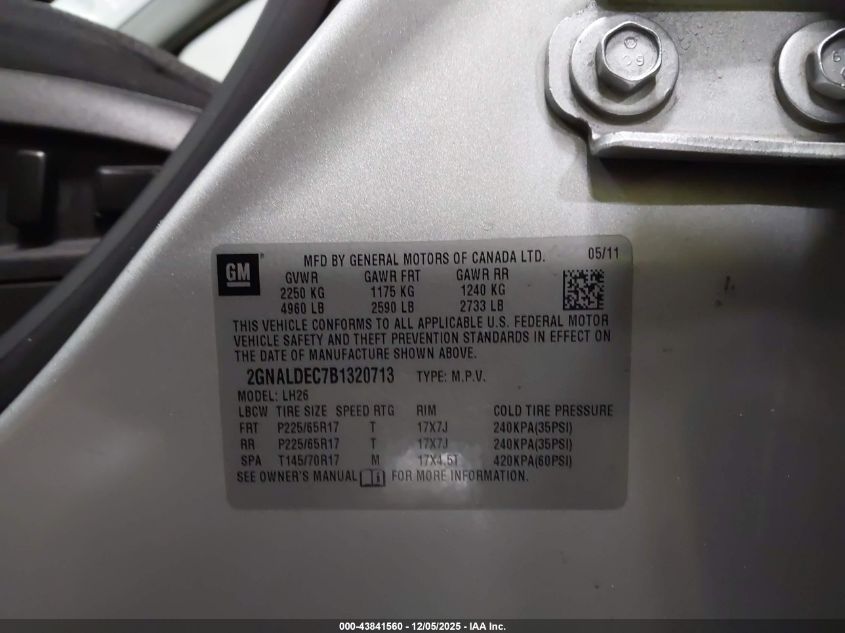 MFD BY GENERAL MOTORS OF CANADA LTD. 05/11
GM
GVWR GAWR FRT GAWR RR
2250 KG 1175 KG 1240 KG
4960 LB 2590 LB 2733 LB
THIS VEHICLE CONFORMS TO ALL APPLICABLE U.S. FEDERAL MOTOR
VEHICLE SAFETY AND THEFT PREVENTION STANDARDS IN EFFECT ON
THE DATE OF MANUFACTURE SHOWN ABOVE.
2GNALDEC7B1320713 TYPE: M.P.V.
MODEL: LH26
LBCW TIRE SIZE SPEED RTG RIM COLD TIRE PRESSURE
FRT P225/65R17 T 17X7J 240KPA(35PSI)
RR P225/65R17 T 17X7J 240KPA(35PSI)
SPA T145/70R17 M 17X4.5T 420KPA(60PSI)
SEE OWNER'S MANUAL FOR MORE INFORMATION.
000-43841560 - 12/05/2025 - IAA Inc.